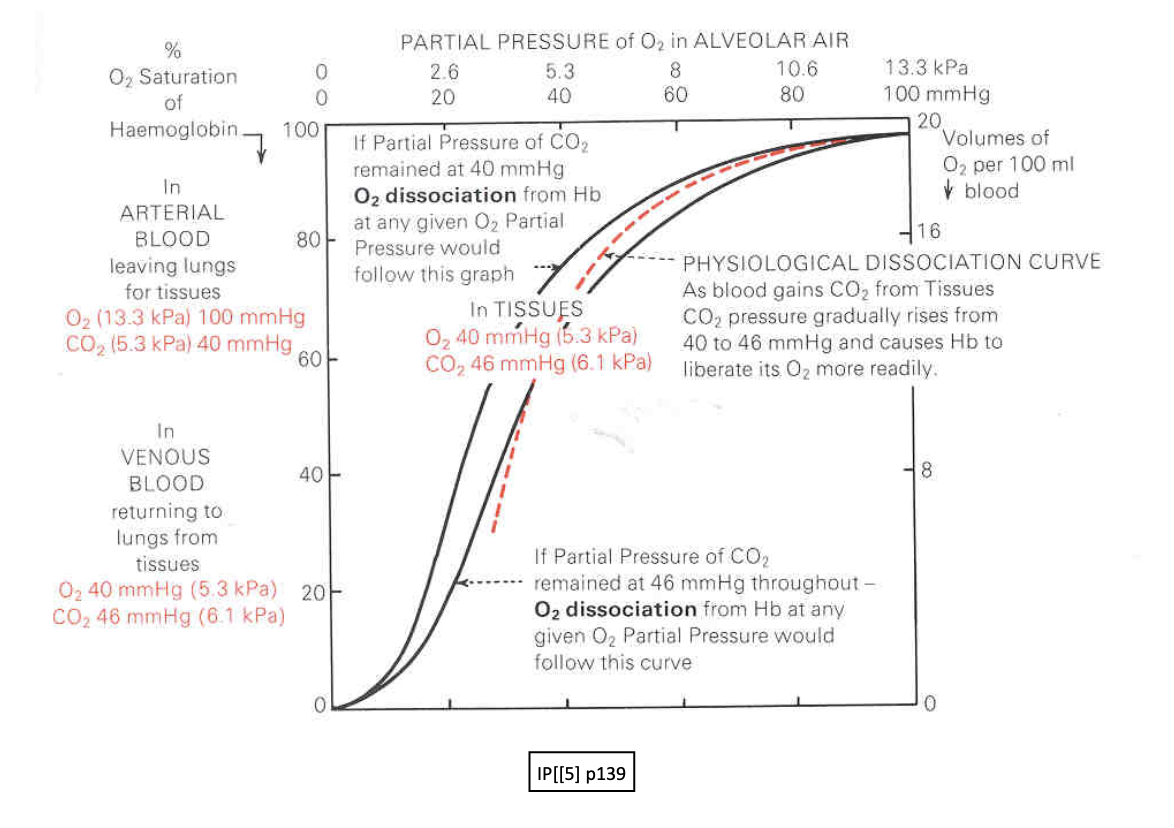 PARTIAL PRESSURE of O₂ in ALVEOLAR AIR
0 2.6 5.3 8 10.6 13.3 kPa
0 20 40 60 80 100 mmHg
%
O₂ Saturation
of
Haemoglobin
100
80
60
40
20
0
In
ARTERIAL
BLOOD
leaving lungs
for tissues
O₂ (13.3 kPa) 100 mmHg
CO₂ (5.3 kPa) 40 mmHg
In
VENOUS
BLOOD
returning to
lungs from
tissues
O₂ 40 mmHg (5.3 kPa)
CO₂ 46 mmHg (6.1 kPa)
If Partial Pressure of CO₂
remained at 40 mmHg
O₂ dissociation from Hb
at any given O₂ Partial
Pressure would
follow this graph
In TISSUES
O₂ 40 mmHg (5.3 kPa)
CO₂ 46 mmHg (6.1 kPa)
PHYSIOLOGICAL DISSOCIATION CURVE
As blood gains CO₂ from Tissues
CO₂ pressure gradually rises from
40 to 46 mmHg and causes Hb to
liberate its O₂ more readily.
If Partial Pressure of CO₂
remained at 46 mmHg throughout –
O₂ dissociation from Hb at any
given O₂ Partial Pressure would
follow this curve
20
Volumes of
O₂ per 100 ml
blood
16
8
0
IP[[5] p139